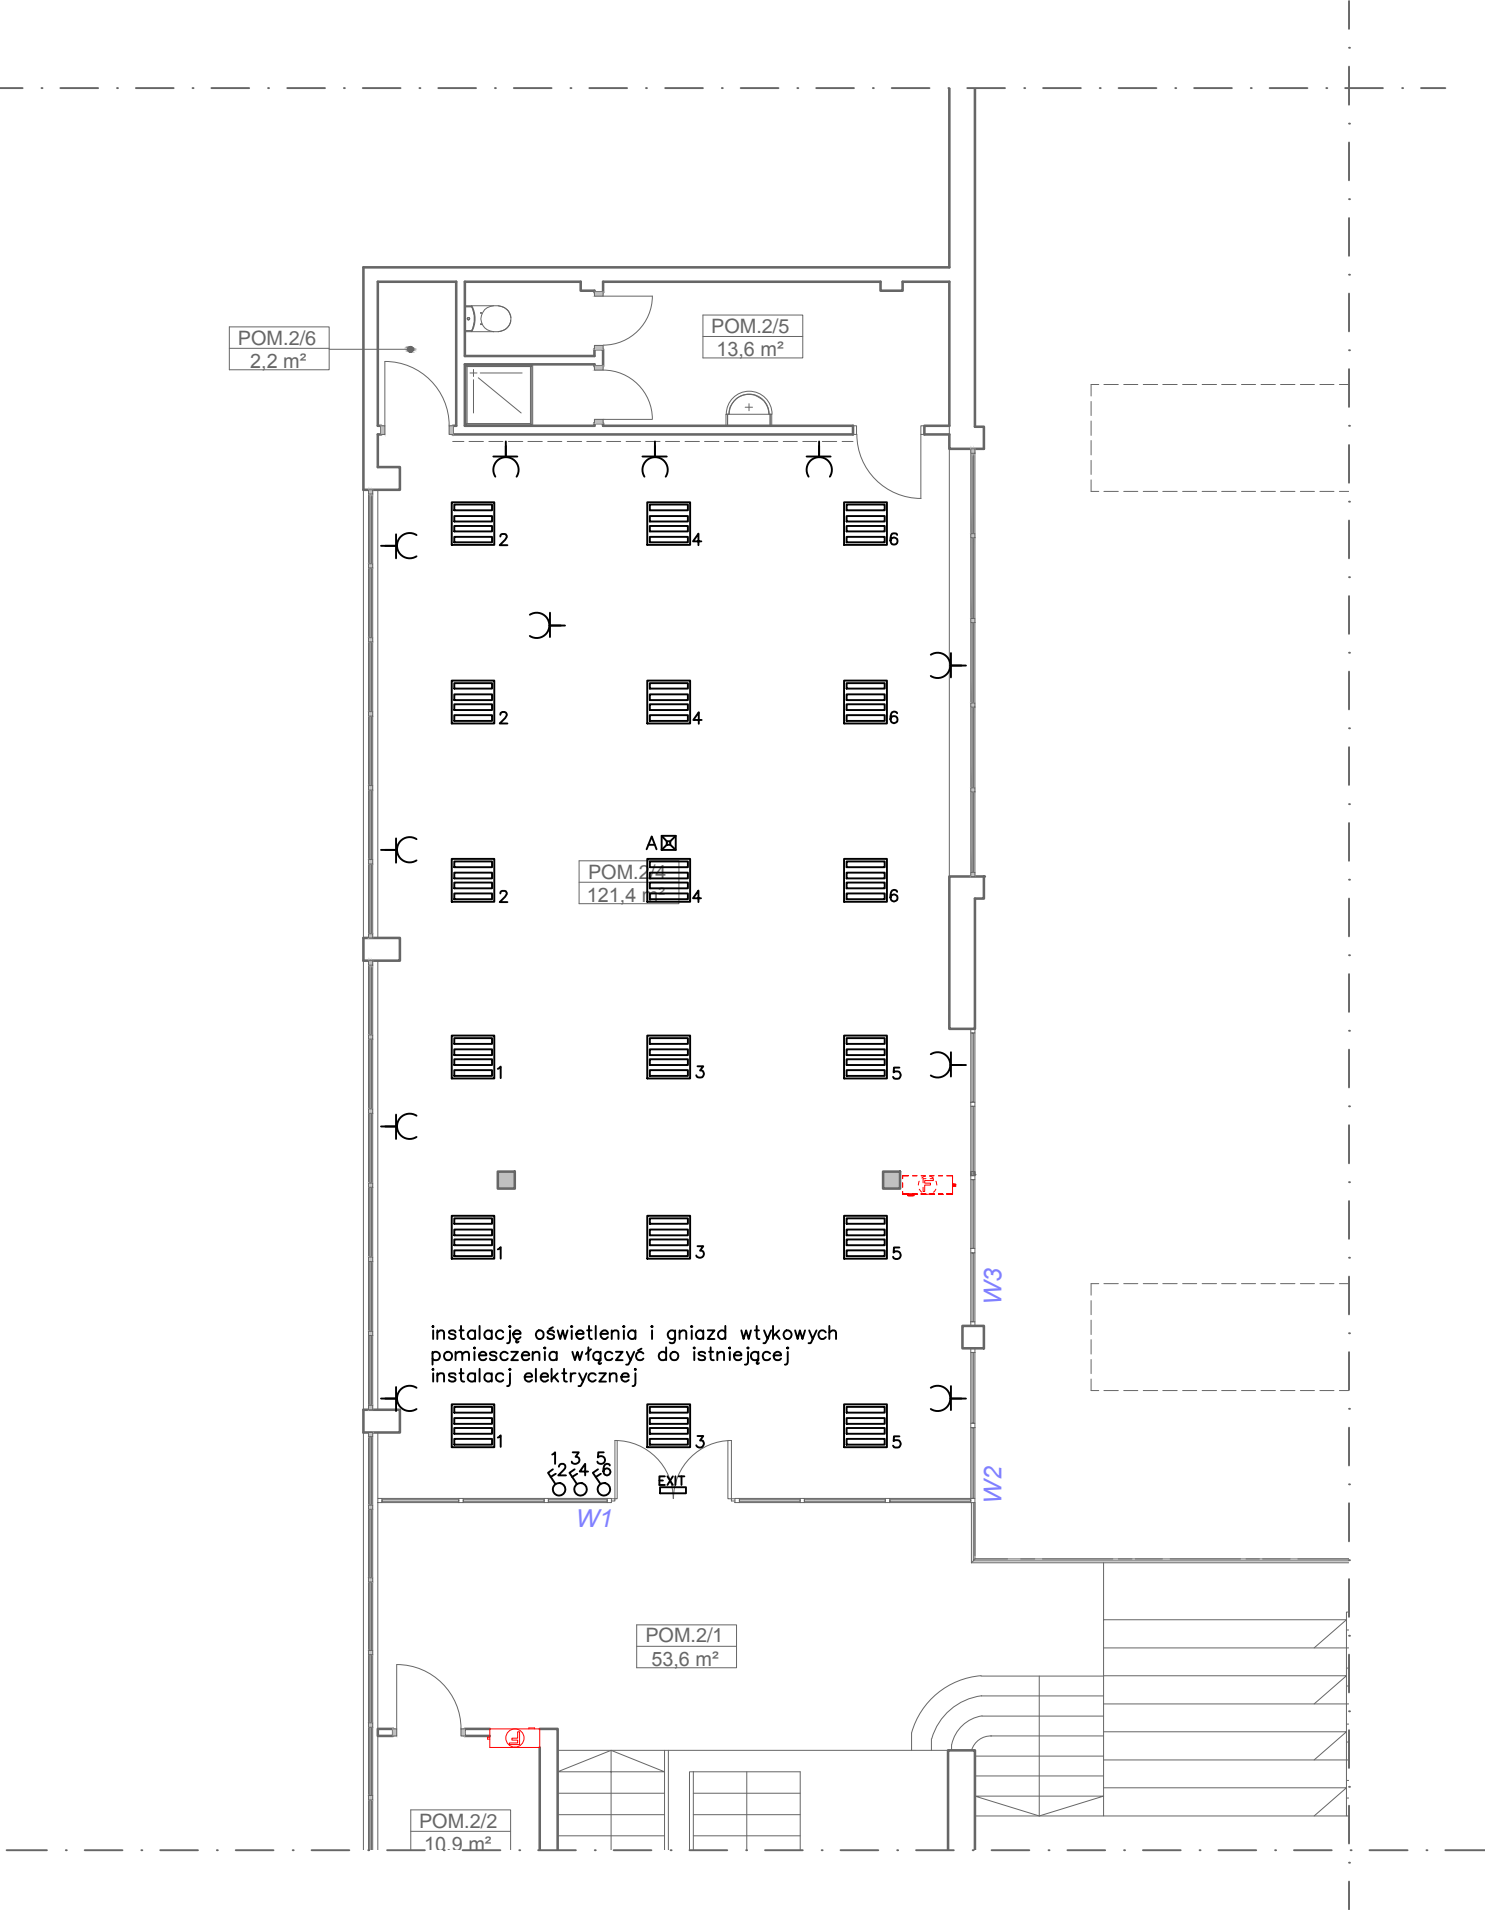 POM.2/6
2,2 m²
POM.2/5
13,6 m²
2
4
6
2
4
6
A
POM.2/4
121,4 m²
2
4
6
1
3
5
1
3
5
W3
instalację oświetlenia i gniazd wtykowych
pomiesczenia włączyć do istniejącej
instalacj elektrycznej
1
3
5
1 3 5
2 4 6
EXIT
W2
W1
POM.2/1
53,6 m²
POM.2/2
10,9 m²